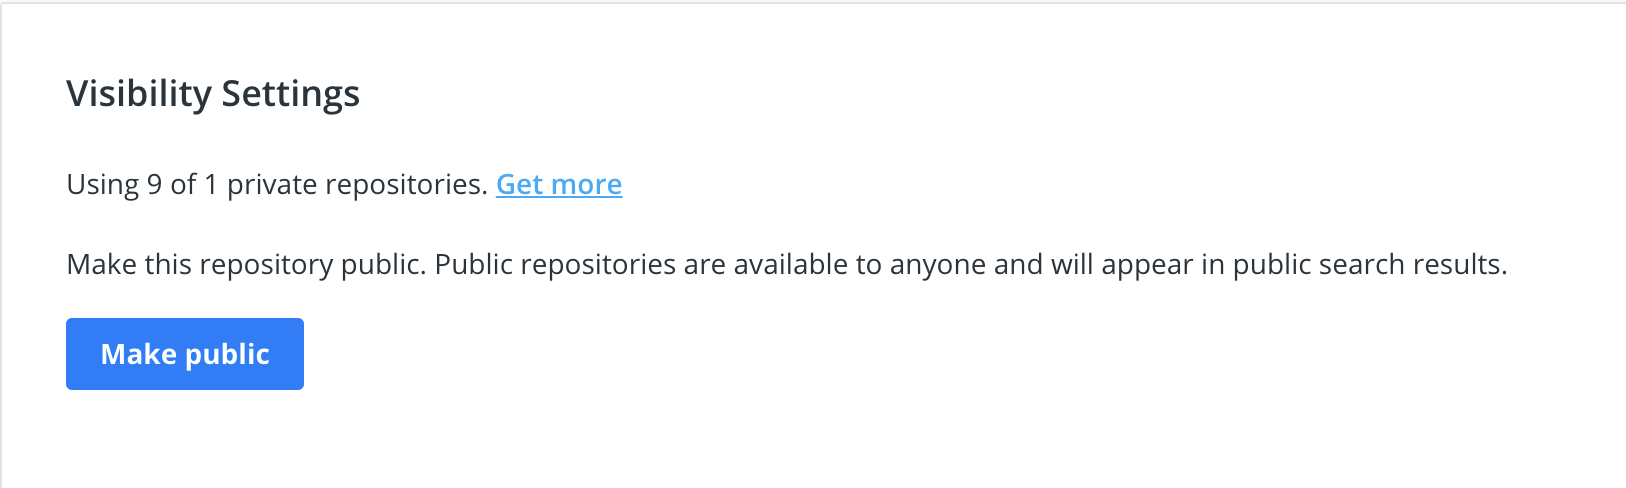 Visibility Settings
Using 9 of 1 private repositories. Get more
Make this repository public. Public repositories are available to anyone and will appear in public search results.
Make public